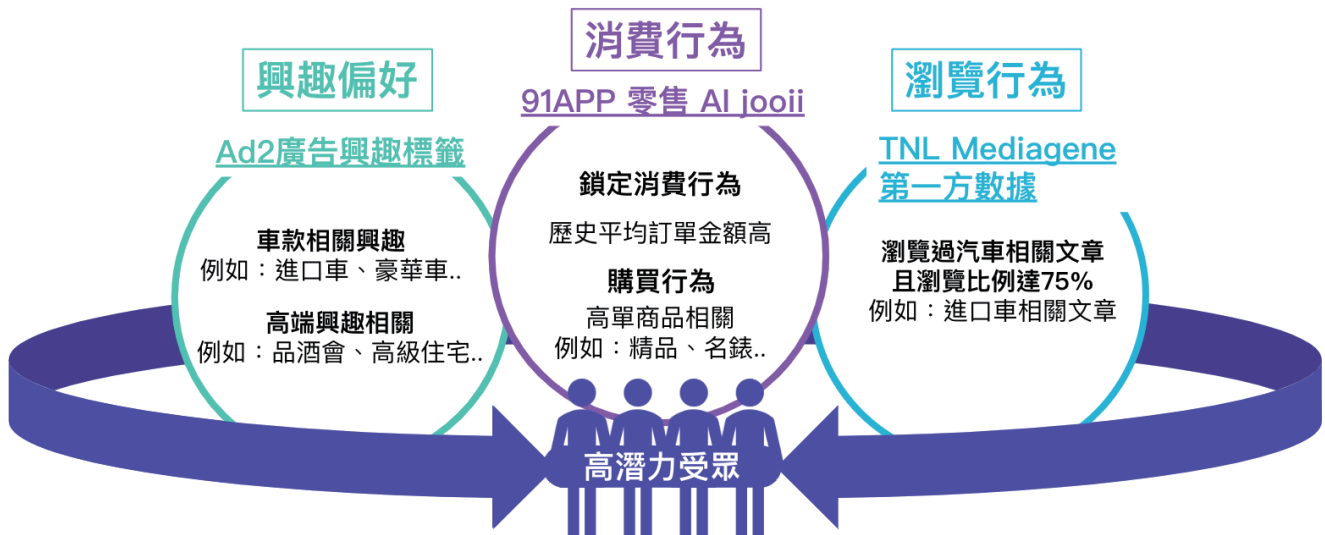 興趣偏好
Ad2廣告興趣標籤
車款相關興趣
例如：進口車、豪華車..
高端興趣相關
例如：品酒會、高級住宅..
消費行為
91APP 零售 AI jooii
鎖定消費行為
歷史平均訂單金額高
購買行為
高單商品相關
例如：精品、名錶..
瀏覽行為
TNL Mediagene
第一方數據
瀏覽過汽車相關文章
且瀏覽比例達75%
例如：進口車相關文章
高潛力受眾